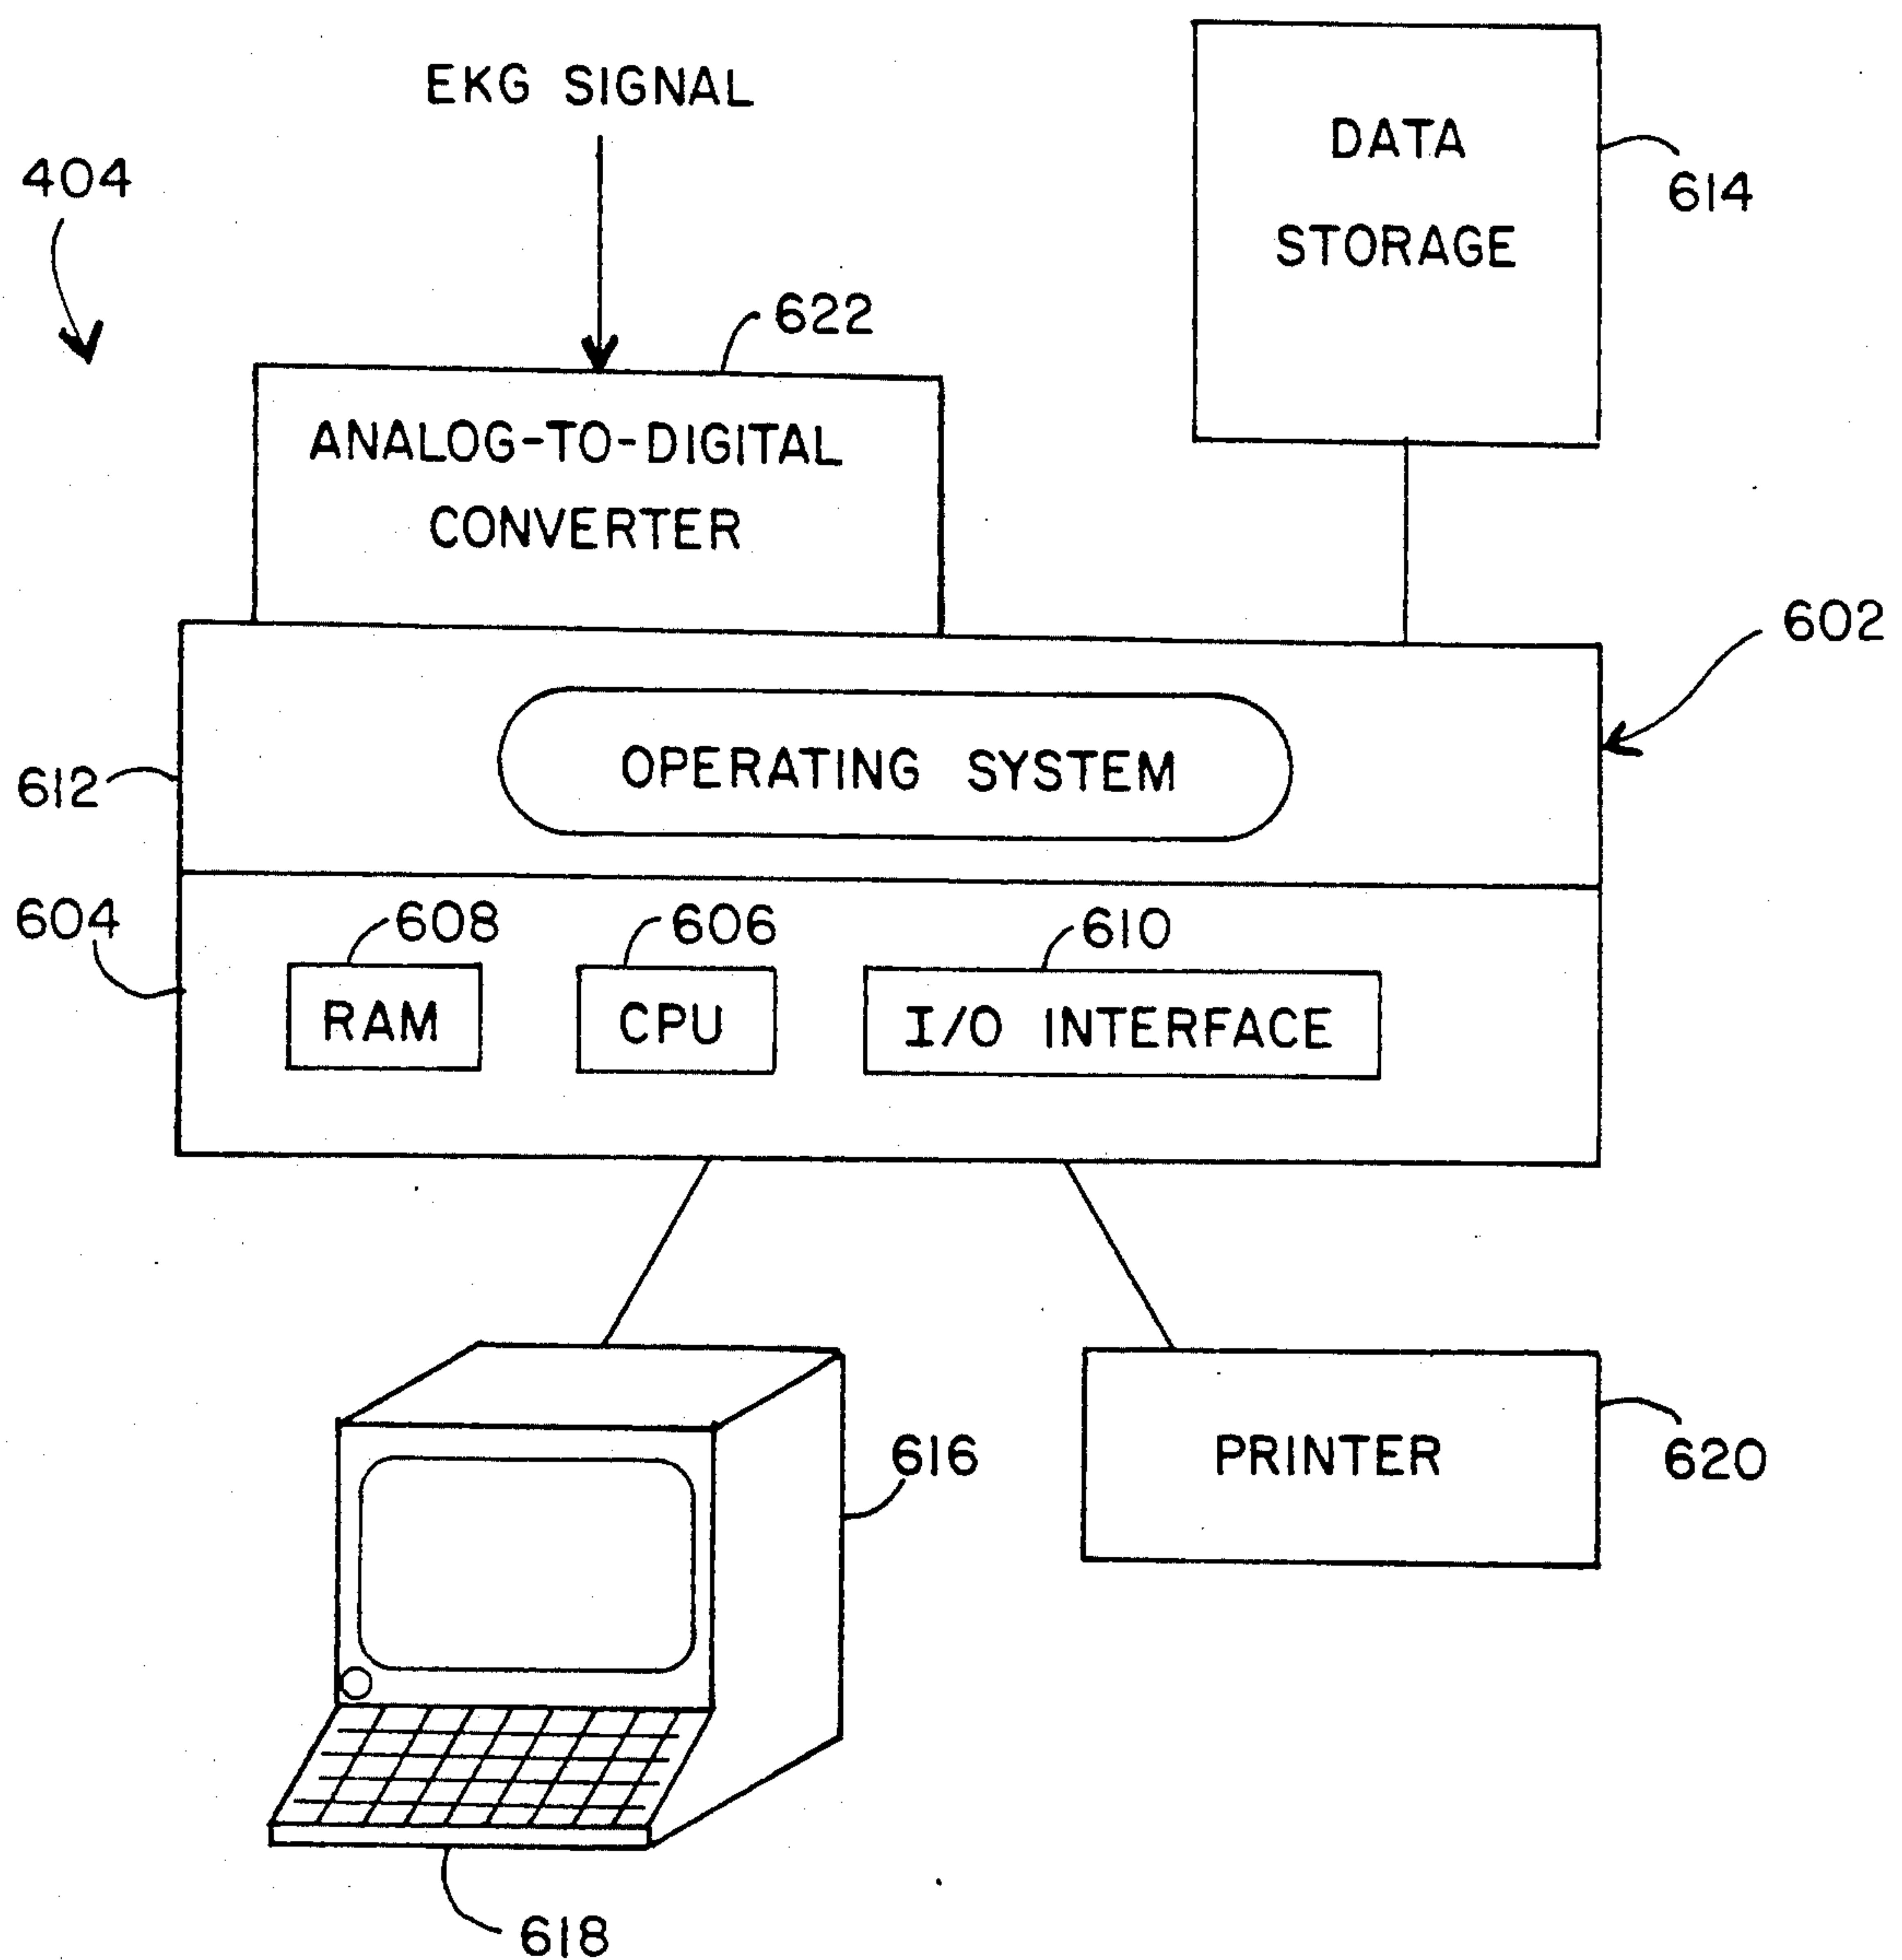 EKG SIGNAL
DATA
STORAGE
614
404
622
ANALOG-TO-DIGITAL
CONVERTER
602
OPERATING SYSTEM
612
604
608
606
610
RAM
CPU
I/O INTERFACE
616
PRINTER
620
618